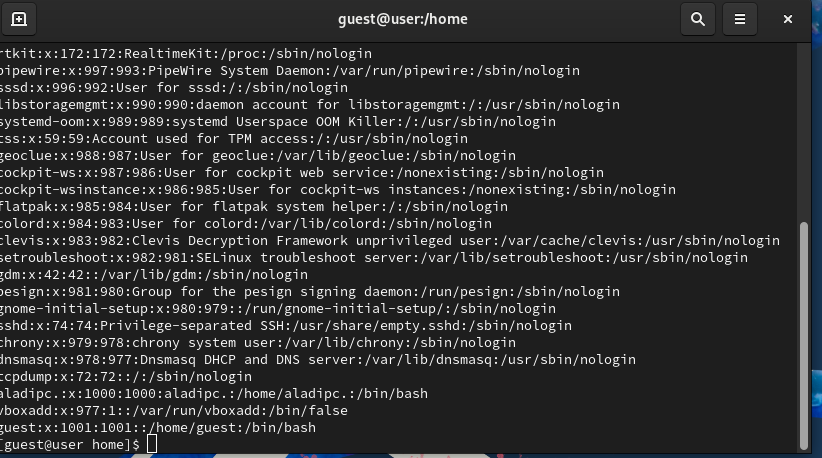 guest@user:/home
rtkit:x:172:172:RealtimeKit:/proc:/sbin/nologin
pipewire:x:997:993:PipeWire System Daemon:/var/run/pipewire:/sbin/nologin
sssd:x:996:992:User for sssd:/:/sbin/nologin
libstoragemgmt:x:990:990:daemon account for libstoragemgmt:/:/usr/sbin/nologin
systemd-oom:x:989:989:systemd Userspace OOM Killer:/:/usr/sbin/nologin
tss:x:59:59:Account used for TPM access:/:/usr/sbin/nologin
geoclue:x:988:987:User for geoclue:/var/lib/geoclue:/sbin/nologin
cockpit-ws:x:987:986:User for cockpit web service:/nonexisting:/sbin/nologin
cockpit-wsinstance:x:986:985:User for cockpit-ws instances:/nonexisting:/sbin/nologin
flatpak:x:985:984:User for flatpak system helper:/:/sbin/nologin
colord:x:984:983:User for colord:/var/lib/colord:/sbin/nologin
clevis:x:983:982:Clevis Decryption Framework unprivileged user:/var/cache/clevis:/usr/sbin/nologin
setroubleshoot:x:982:981:SELinux troubleshoot server:/var/lib/setroubleshoot:/usr/sbin/nologin
gdm:x:42:42::/var/lib/gdm:/sbin/nologin
pesign:x:981:980:Group for the pesign signing daemon:/run/pesign:/sbin/nologin
gnome-initial-setup:x:980:979::/run/gnome-initial-setup/:/sbin/nologin
sshd:x:74:74:Privilege-separated SSH:/usr/share/empty.sshd:/sbin/nologin
chrony:x:979:978:chrony system user:/var/lib/chrony:/sbin/nologin
dnsmasq:x:978:977:Dnsmasq DHCP and DNS server:/var/lib/dnsmasq:/usr/sbin/nologin
tcpdump:x:72:72::/:/sbin/nologin
aladipc.:x:1000:1000:aladipc.:/home/aladipc.:/bin/bash
vboxadd:x:977:1::/var/run/vboxadd:/bin/false
guest:x:1001:1001::/home/guest:/bin/bash
[guest@user home]$